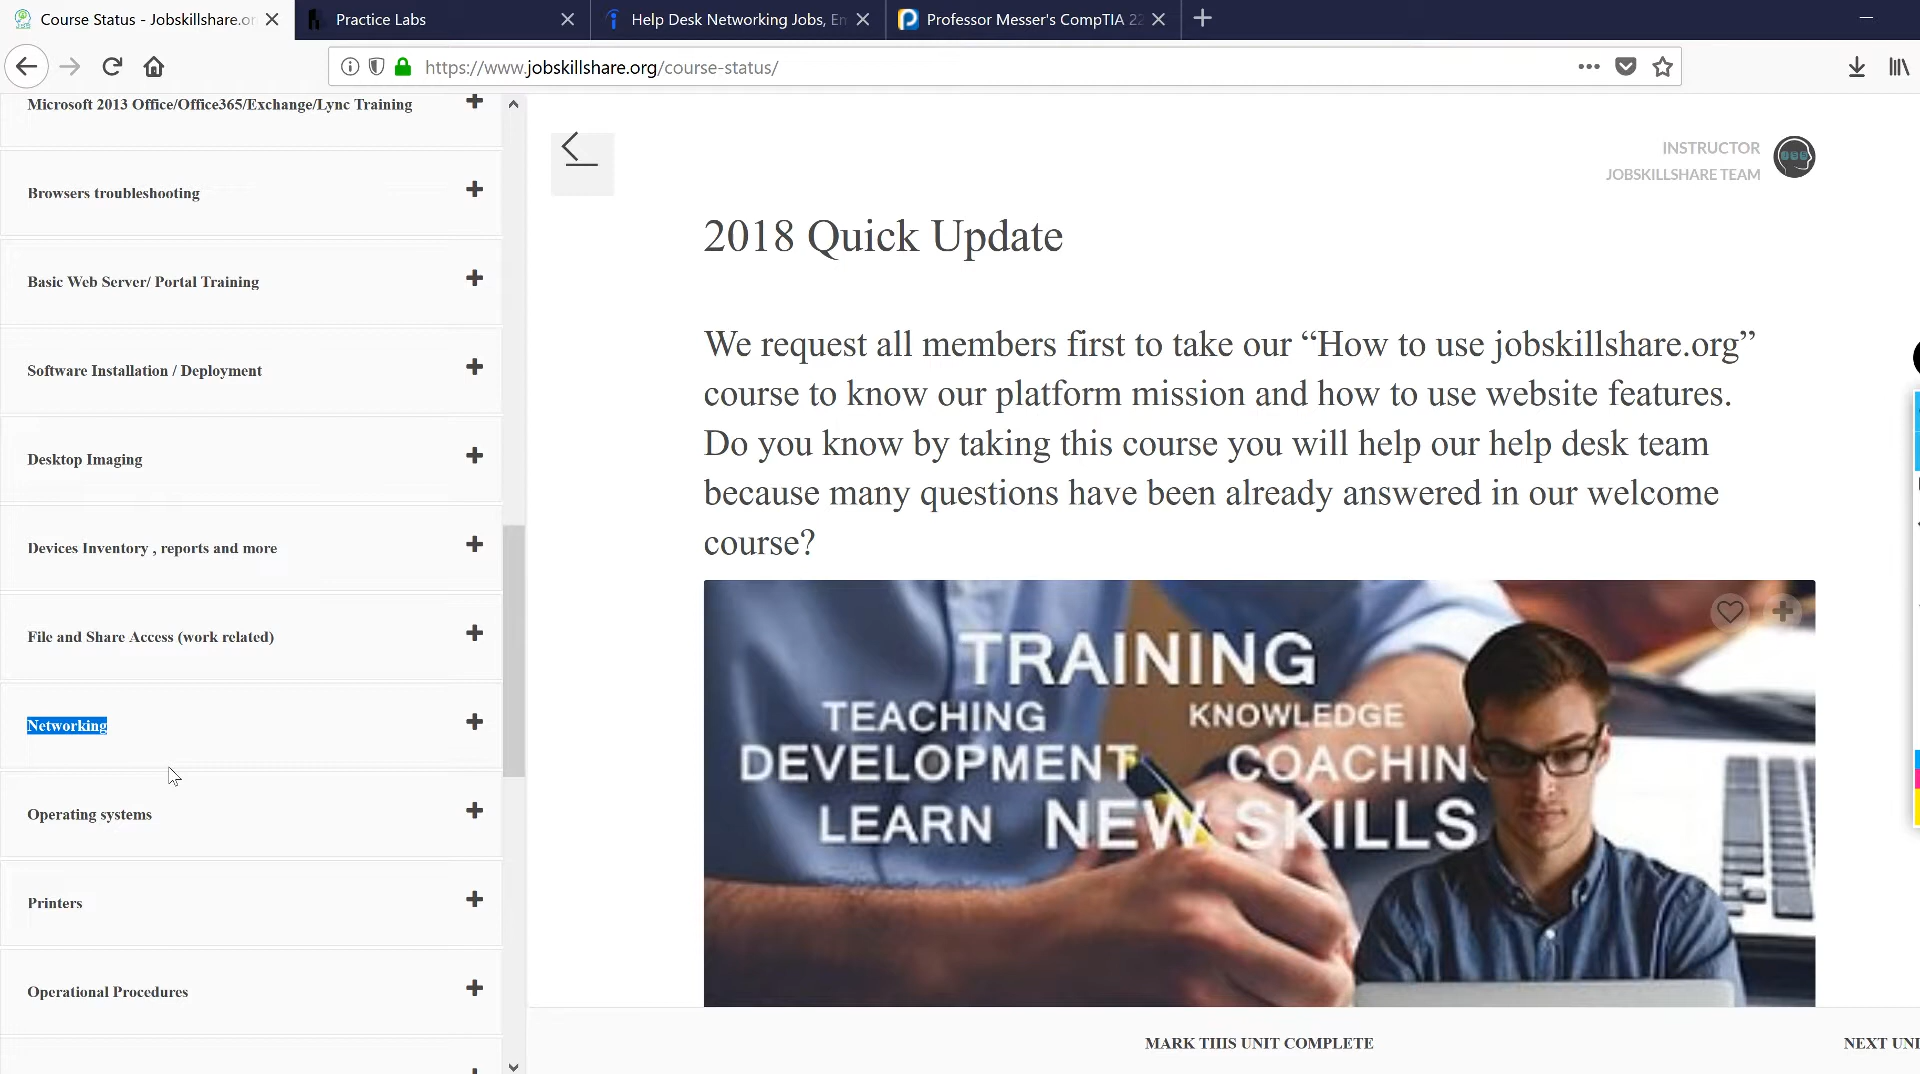 Course Status - Jobskillshare.or
Practice Labs
Help Desk Networking Jobs, Em
Professor Messer's CompTIA 22
https://www.jobskillshare.org/course-status/
Microsoft 2013 Office/Office365/Exchange/Lync Training
Browsers troubleshooting
Basic Web Server/ Portal Training
Software Installation / Deployment
Desktop Imaging
Devices Inventory , reports and more
File and Share Access (work related)
Networking
Operating systems
Printers
Operational Procedures
INSTRUCTOR
JOBSKILLSHARE TEAM
2018 Quick Update
We request all members first to take our “How to use jobskillshare.org”
course to know our platform mission and how to use website features.
Do you know by taking this course you will help our help desk team
because many questions have been already answered in our welcome
course?
TRAINING
TEACHING KNOWLEDGE
DEVELOPMENT COACHIN
LEARN NEW SKILLS
MARK THIS UNIT COMPLETE
NEXT UNI